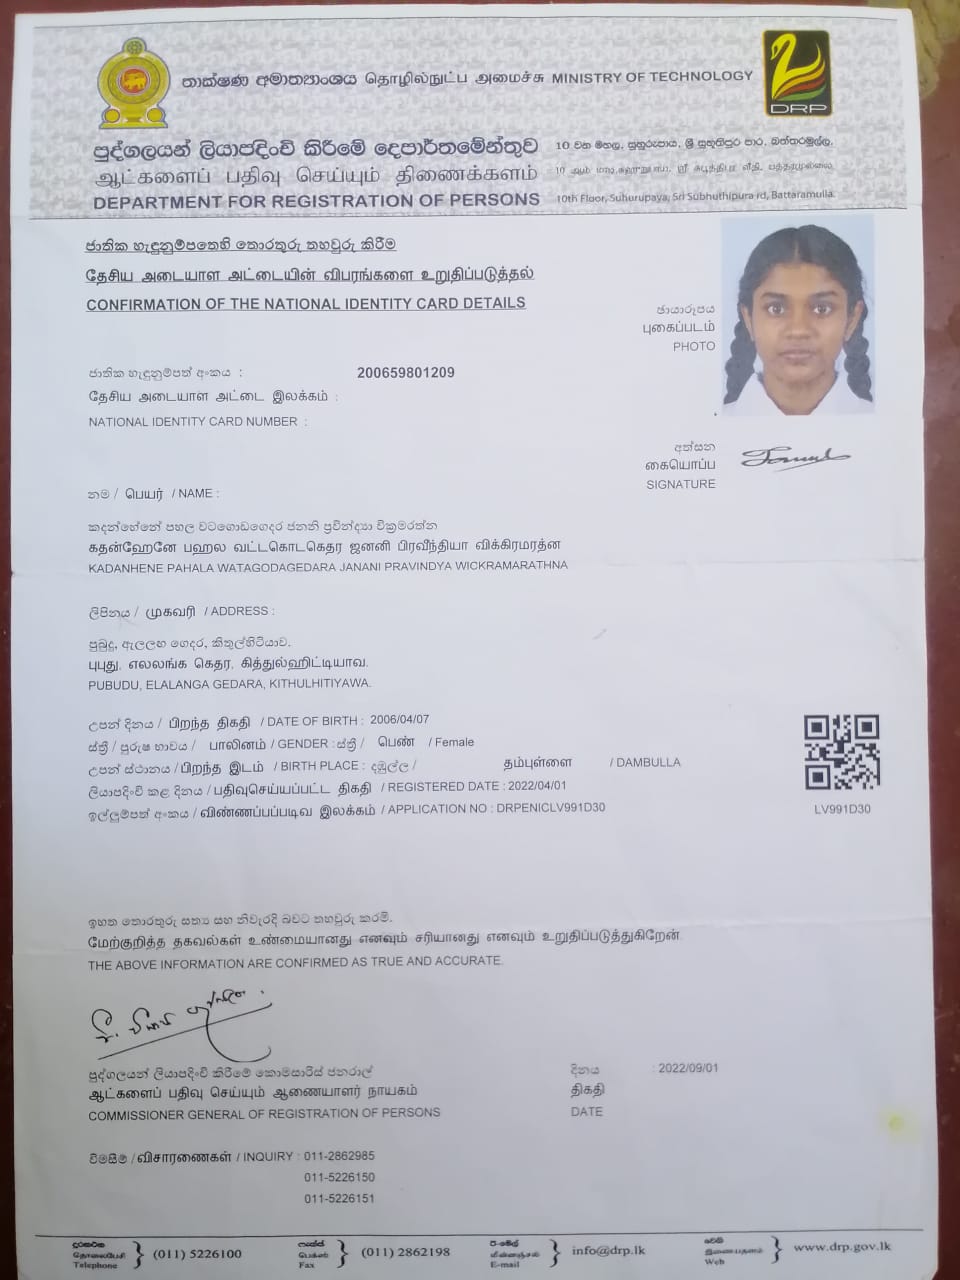 තාක්ෂණ අමාත්‍යාංශය தொழில்நுட்ப அமைச்சு MINISTRY OF TECHNOLOGY
DRP
පුද්ගලයන් ලියාපදිංචි කිරීමේ දෙපාර්තමේන්තුව 10 වන මහල, සුහුරුපාය, ශ්‍රී සුභූතිපුර පාර, බත්තරමුල්ල.
ஆட்களைப் பதிவு செய்யும் திணைக்களம் 10 ஆம் மாடி, சுஹுறுபாய, ஸ்ரீ சுபூத்திபுர வீதி, பத்தரமுல்லை.
DEPARTMENT FOR REGISTRATION OF PERSONS 10th Floor, Suhurupaya, Sri Subhuthipura rd, Battaramulla.
ජාතික හැඳුනුම්පතෙහි තොරතුරු තහවුරු කිරීම
தேசிய அடையாள அட்டையின் விபரங்களை உறுதிப்படுத்தல்
CONFIRMATION OF THE NATIONAL IDENTITY CARD DETAILS
ඡායාරූපය
புகைப்படம்
PHOTO
ජාතික හැඳුනුම්පත් අංකය : 200659801209
தேசிய அடையாள அட்டை இலக்கம் :
NATIONAL IDENTITY CARD NUMBER :
අත්සන
கையொப்ப
SIGNATURE
නම / பெயர் / NAME :
කදන්හේනේ පහල වටගොඩගෙදර ජනනි ප්‍රවින්ද්‍යා වික්‍රමරත්න
கதன்ஹேனே பஹல வட்டகொடகெதர ஜனனி பிரவீந்தியா விக்கிரமரத்ன
KADANHENE PAHALA WATAGODAGEDARA JANANI PRAVINDYA WICKRAMARATHNA
ලිපිනය / முகவரி / ADDRESS :
පුබුදු, ඇලලඟ ගෙදර, කිතුල්හිටියාව.
புபுது, எலலங்க கெதர, கித்துல்ஹிட்டியாவ.
PUBUDU, ELALANGA GEDARA, KITHULHITIYAWA.
උපන් දිනය / பிறந்த திகதி / DATE OF BIRTH : 2006/04/07
ස්ත්‍රී / පුරුෂ භාවය / பாலினம் / GENDER : ස්ත්‍රී / பெண் / Female
උපන් ස්ථානය / பிறந்த இடம் / BIRTH PLACE : දඹුල්ල / தம்புள்ளை / DAMBULLA
ලියාපදිංචි කළ දිනය / பதிவுசெய்யப்பட்ட திகதி / REGISTERED DATE : 2022/04/01
ඉල්ලුම්පත් අංකය / விண்ணப்பப்படிவ இலக்கம் / APPLICATION NO : DRPENICLV991D30
LV991D30
ඉහත තොරතුරු සත්‍ය සහ නිවැරදි බවට තහවුරු කරමි.
மேற்குறித்த தகவல்கள் உண்மையானது எனவும் சரியானது எனவும் உறுதிப்படுத்துகிறேன்.
THE ABOVE INFORMATION ARE CONFIRMED AS TRUE AND ACCURATE.
පුද්ගලයන් ලියාපදිංචි කිරීමේ කොමසාරිස් ජනරාල්
ஆட்களைப் பதிவு செய்யும் ஆணையாளர் நாயகம்
COMMISSIONER GENERAL OF REGISTRATION OF PERSONS
දිනය : 2022/09/01
திகதி
DATE
විමසීම් / விசாரணைகள் / INQUIRY : 011-2862985
011-5226150
011-5226151
දුරකථන
தொலைபேசி
Telephone
(011) 5226100
ෆැක්ස්
பெக்ஸ்
Fax
(011) 2862198
ඊ-මේල්
மின்னஞ்சல்
E-mail
info@drp.lk
වෙබ්
இணையதளம்
Web
www.drp.gov.lk